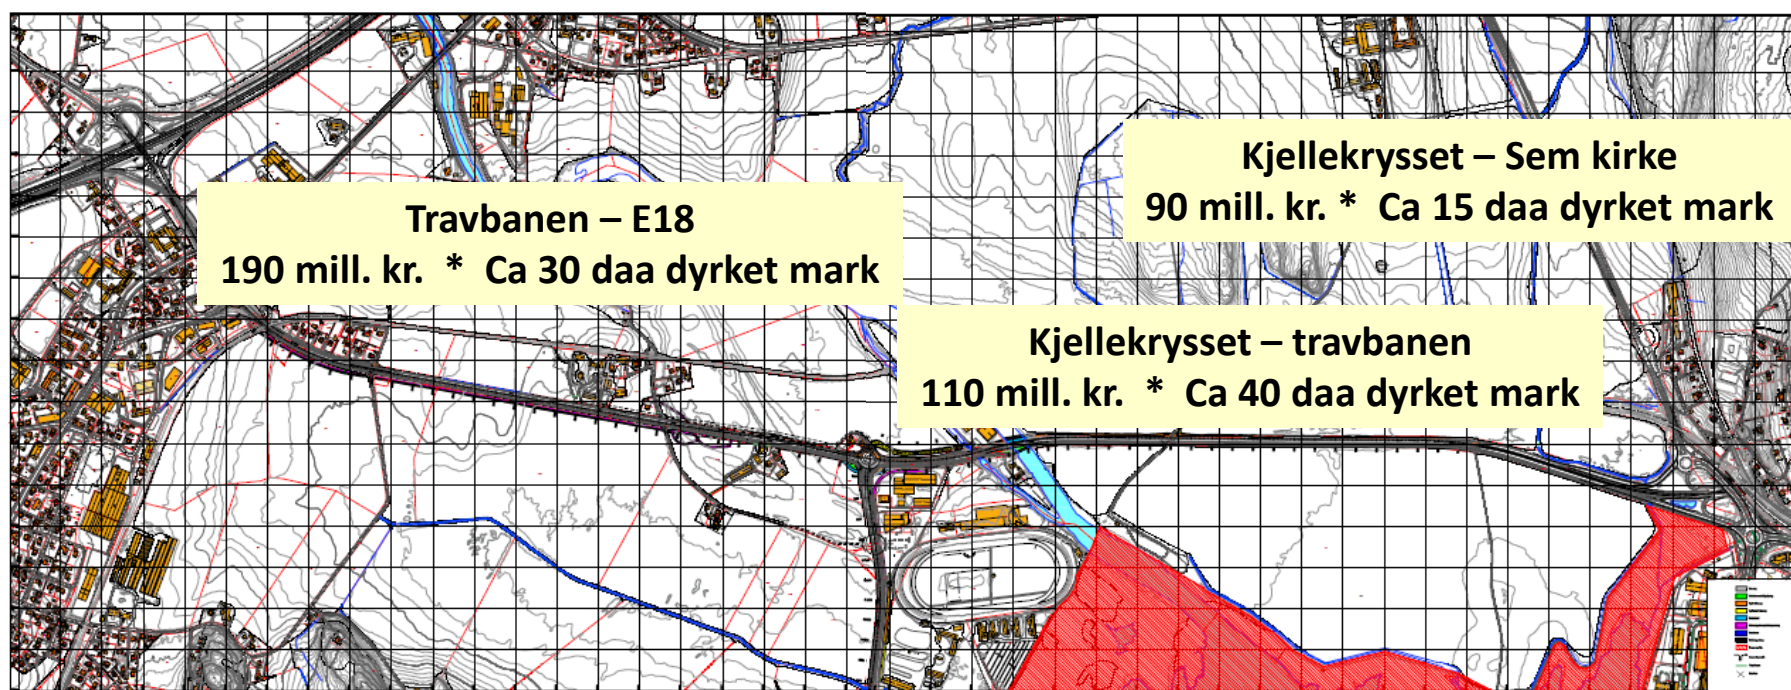 Kjellekrysset – Sem kirke
90 mill. kr. * Ca 15 daa dyrket mark
Travbanen – E18
190 mill. kr. * Ca 30 daa dyrket mark
Kjellekrysset – travbanen
110 mill. kr. * Ca 40 daa dyrket mark